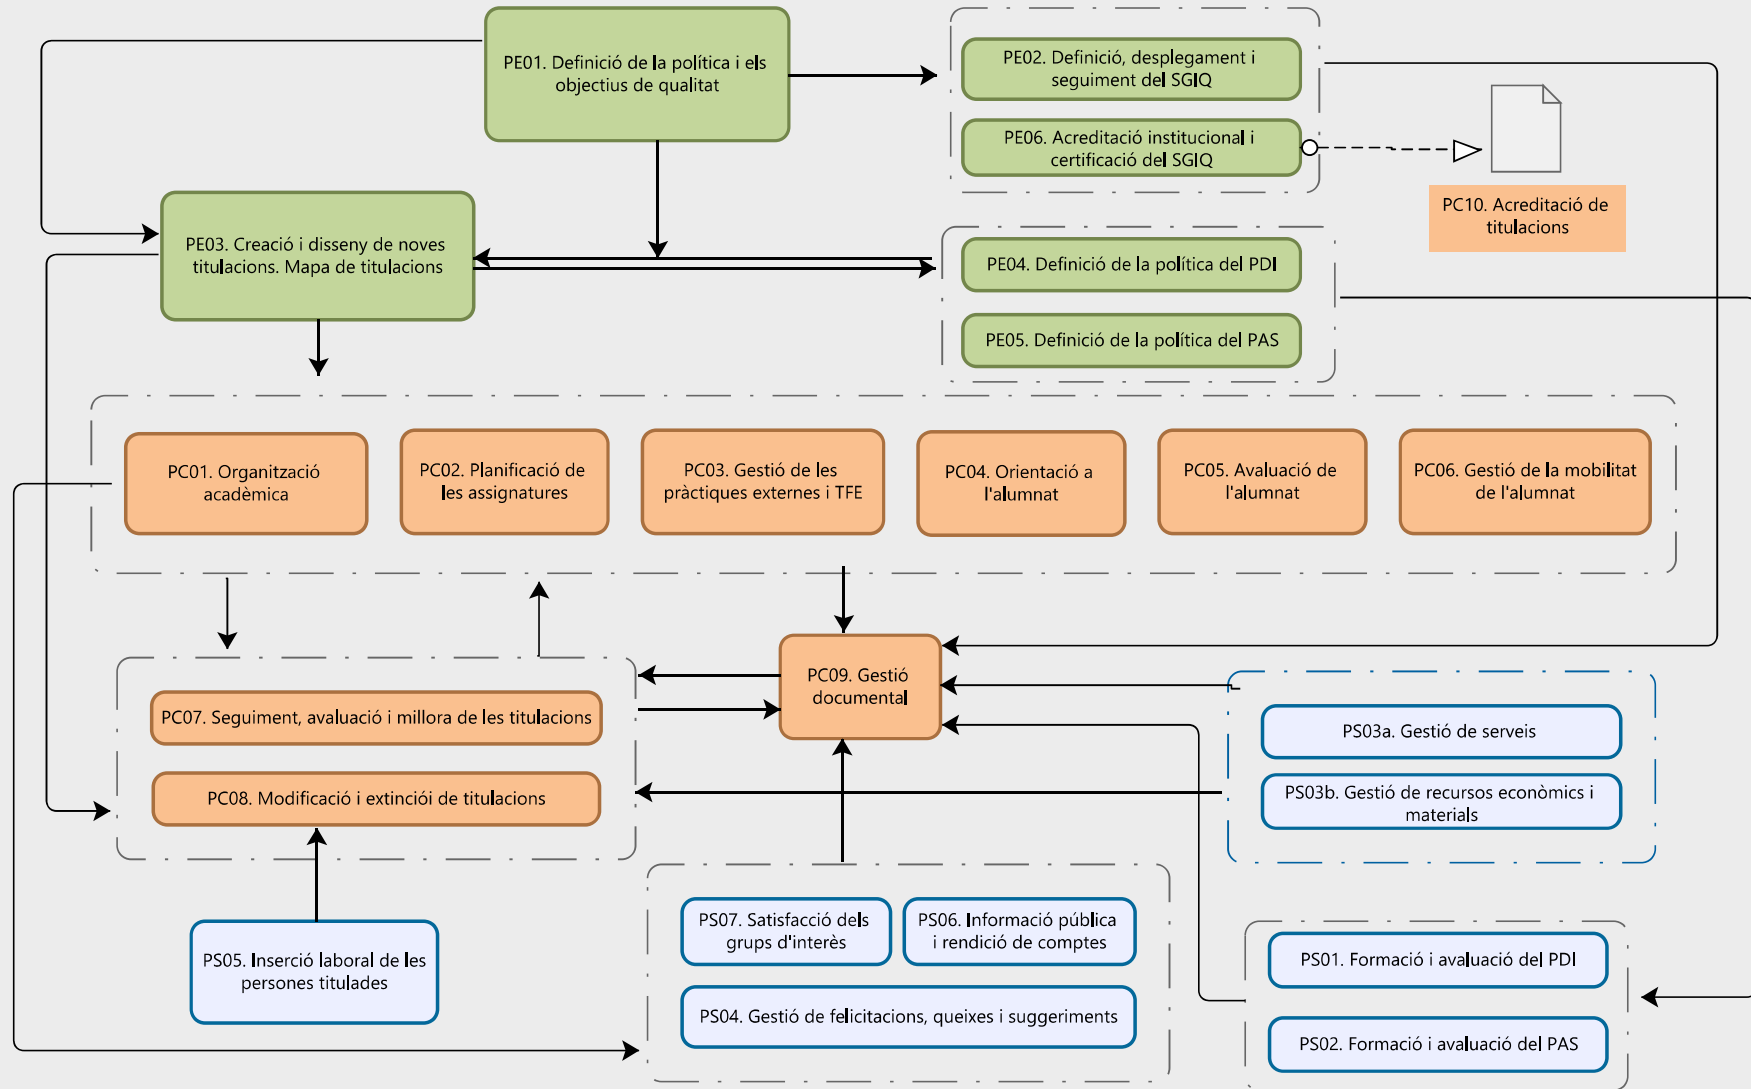 PE01. Definició de la política i els
objectius de qualitat
PE02. Definició, desplegament i
seguiment del SGIQ
PE06. Acreditació institucional i
certificació del SGIQ
PC10. Acreditació de
titulacions
PE03. Creació i disseny de noves
titulacions. Mapa de titulacions
PE04. Definició de la política del PDI
PE05. Definició de la política del PAS
PC01. Organització
acadèmica
PC02. Planificació de
les assignatures
PC03. Gestió de les
pràctiques externes i TFE
PC04. Orientació a
l'alumnat
PC05. Avaluació de
l'alumnat
PC06. Gestió de la mobilitat
de l'alumnat
PC09. Gestió
documental
PC07. Seguiment, avaluació i millora de les titulacions
PC08. Modificació i extincióі de titulacions
PS03a. Gestió de serveis
PS03b. Gestió de recursos econòmics i
materials
PS05. Inserció laboral de les
persones titulades
PS07. Satisfacció dels
grups d'interès
PS06. Informació pública
i rendició de comptes
PS04. Gestió de felicitacions, queixes i suggeriments
PS01. Formació i avaluació del PDI
PS02. Formació i avaluació del PAS